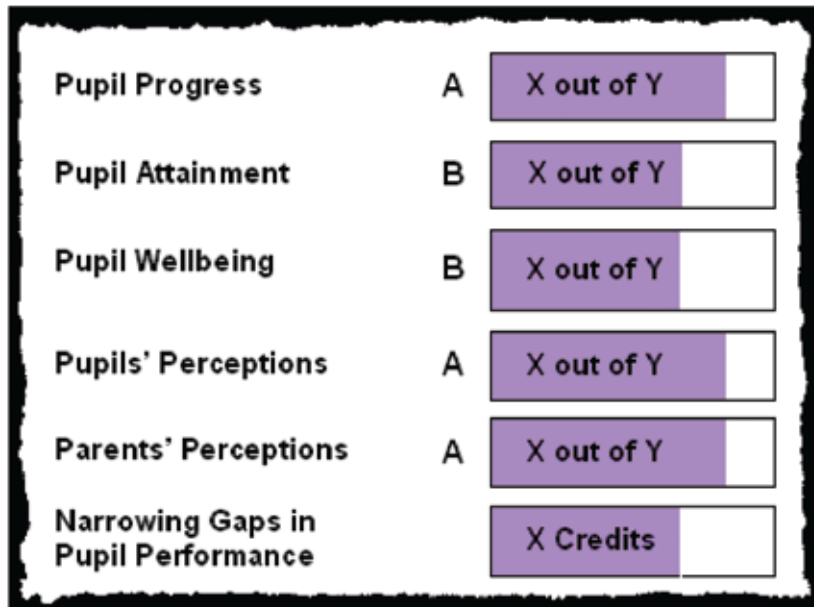 Pupil Progress A X out of Y
Pupil Attainment B X out of Y
Pupil Wellbeing B X out of Y
Pupils' Perceptions A X out of Y
Parents' Perceptions A X out of Y
Narrowing Gaps in
Pupil Performance X Credits